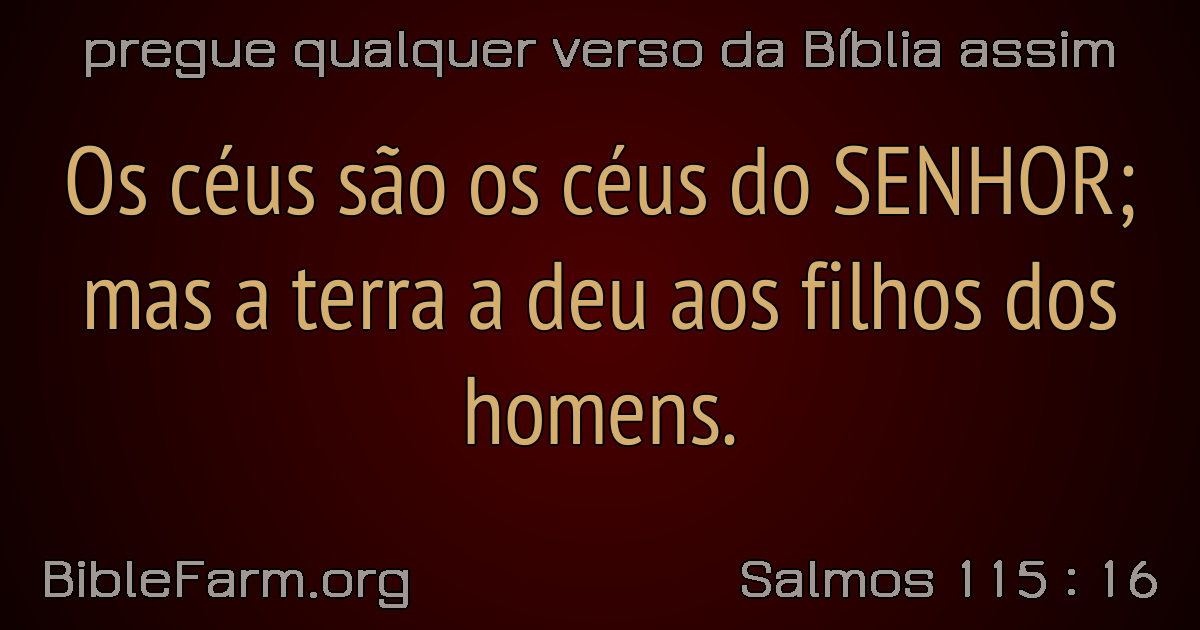 pregue qualquer verso da Bíblia assim
Os céus são os céus do SENHOR;
mas a terra a deu aos filhos dos
homens.
BibleFarm.org
Salmos 115 : 16